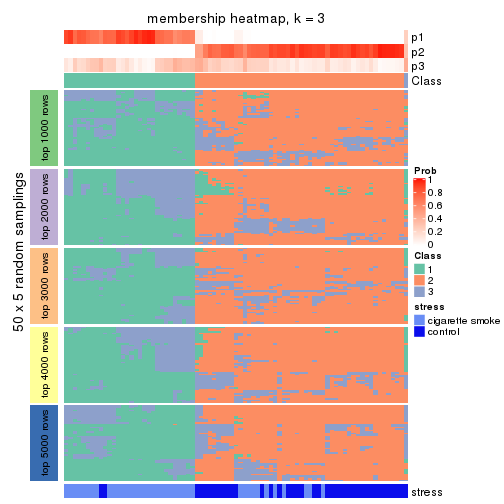 membership heatmap, k = 3
p1
p2
p3
Class
50 x 5 random samplings
top 1000 rows
top 2000 rows
top 3000 rows
top 4000 rows
top 5000 rows
stress
Prob
1
0.8
0.6
0.4
0.2
0
Class
1
2
3
stress
cigarette smoke
control